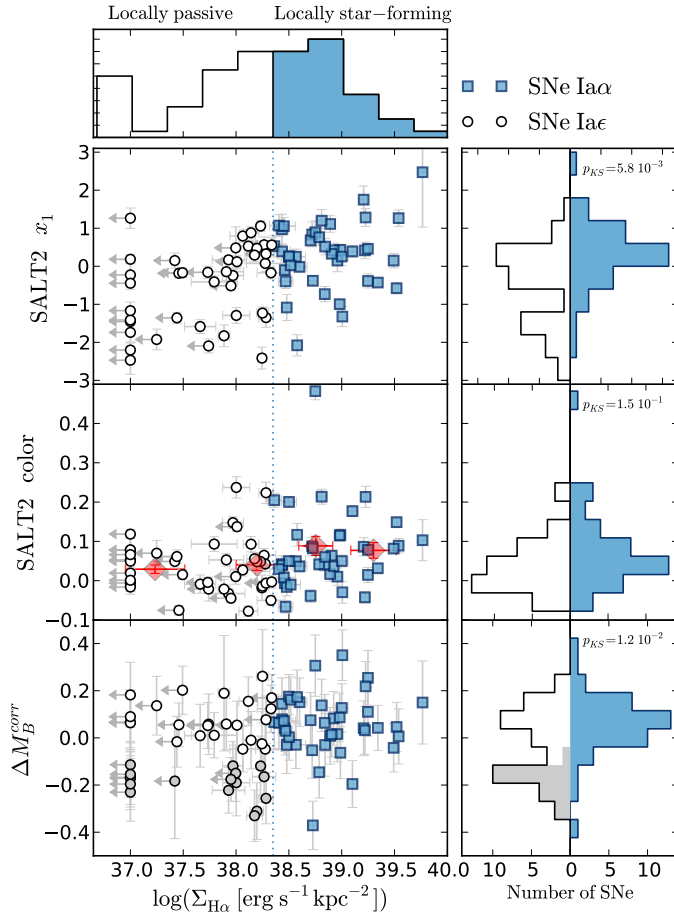 Locally passive
Locally star−forming
SNe Iaα
SNe Iaϵ
3
2
1
0
−1
−2
−3
SALT2 x₁
p_KS=5.8 10⁻³
0.4
0.3
0.2
0.1
0.0
−0.1
SALT2 color
p_KS=1.5 10⁻¹
0.4
0.2
0.0
−0.2
−0.4
ΔM_B^corr
p_KS=1.2 10⁻²
37.0 37.5 38.0 38.5 39.0 39.5 40.0
log(Σ_Hα [erg s⁻¹ kpc⁻²])
10 5 0 5 10
Number of SNe